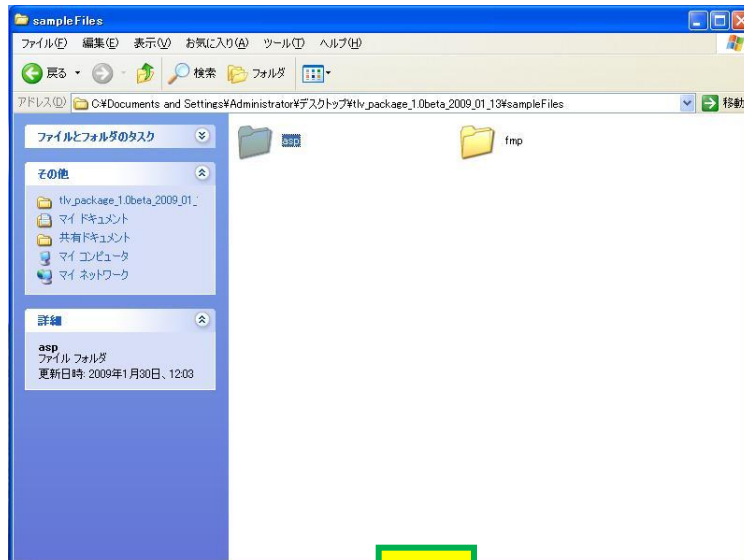 sampleFiles
ファイル(F) 編集(E) 表示(V) お気に入り(A) ツール(T) ヘルプ(H)
戻る 検索 フォルダ
アドレス(D) C:¥Documents and Settings¥Administrator¥デスクトップ¥tlv_package_1.0beta_2009_01_13¥sampleFiles 移動
ファイルとフォルダのタスク
asp
fmp
その他
tlv_package_1.0beta_2009_01_
マイ ドキュメント
共有ドキュメント
マイ コンピュータ
マイ ネットワーク
詳細
asp
ファイル フォルダ
更新日時: 2009年1月30日、12:03